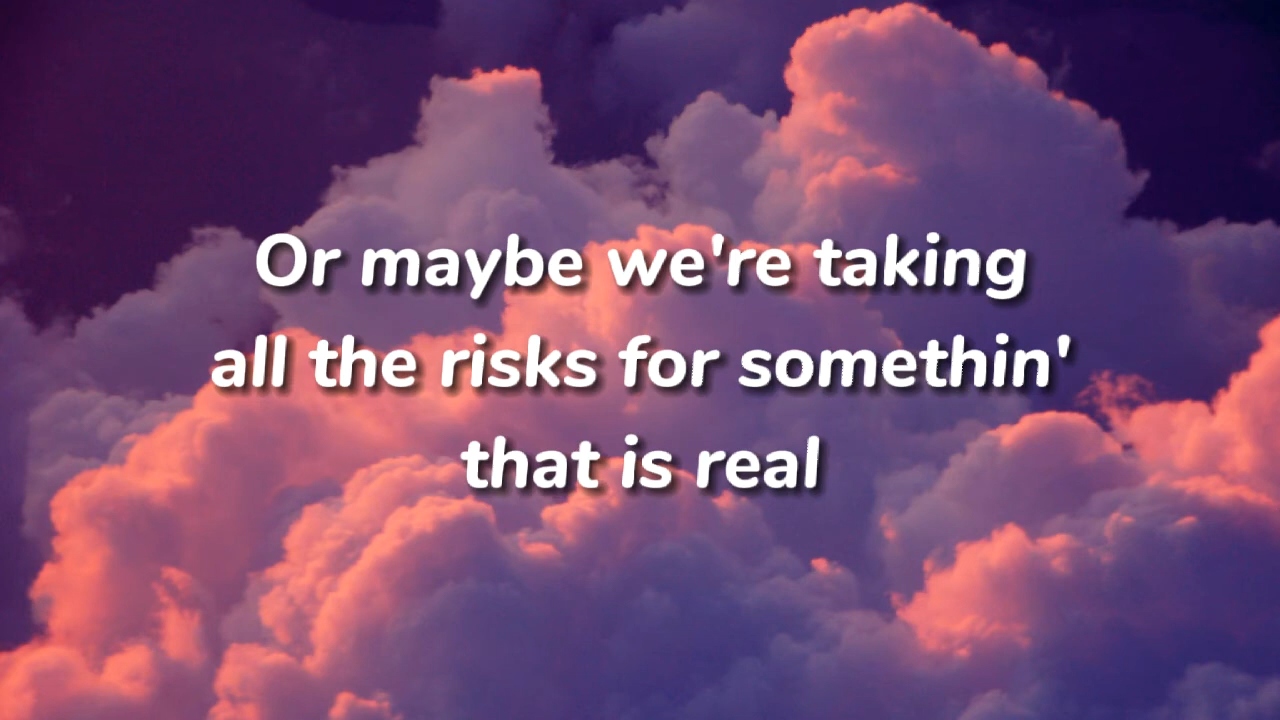 Or maybe we're taking
all the risks for somethin'
that is real